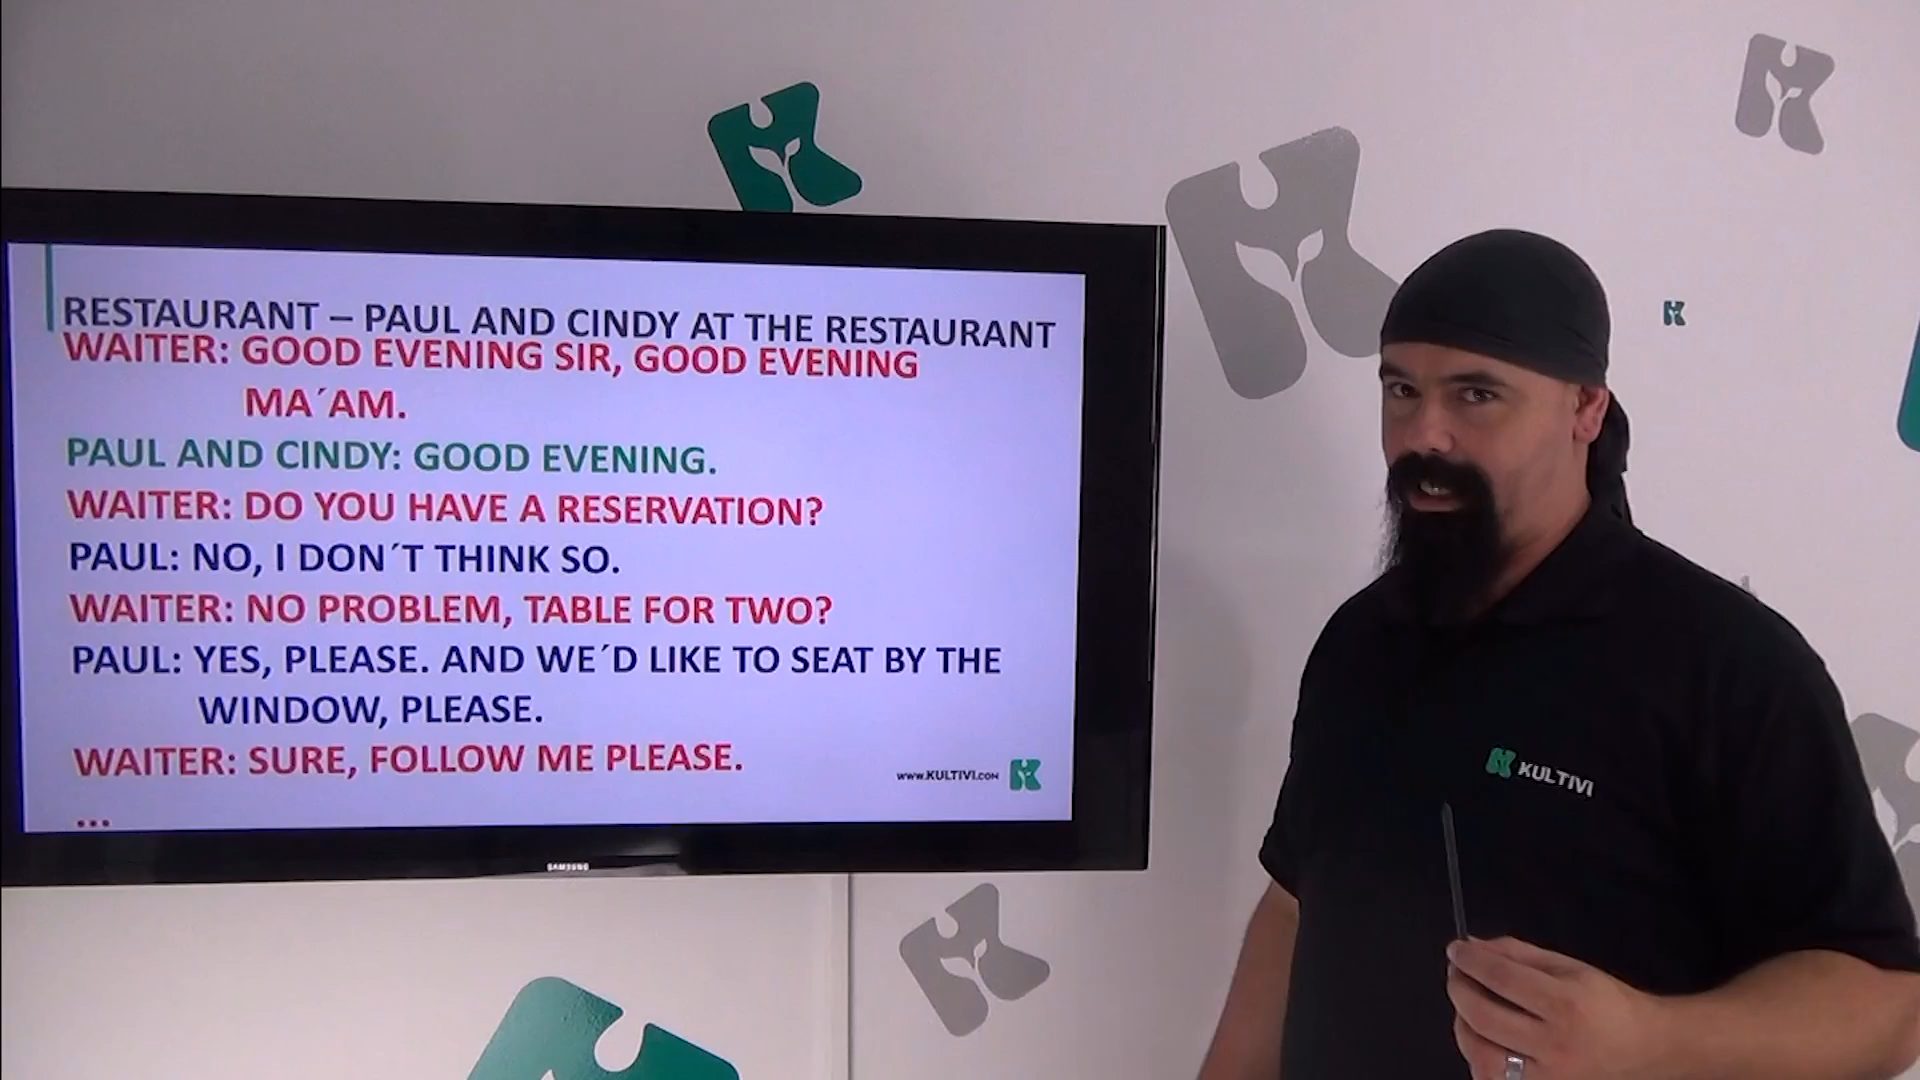 RESTAURANT – PAUL AND CINDY AT THE RESTAURANT
WAITER: GOOD EVENING SIR, GOOD EVENING
MA´AM.
PAUL AND CINDY: GOOD EVENING.
WAITER: DO YOU HAVE A RESERVATION?
PAUL: NO, I DON´T THINK SO.
WAITER: NO PROBLEM, TABLE FOR TWO?
PAUL: YES, PLEASE. AND WE´D LIKE TO SEAT BY THE
WINDOW, PLEASE.
WAITER: SURE, FOLLOW ME PLEASE.
...
WWW.KULTIVI.COM
SAMSUNG
KULTIVI